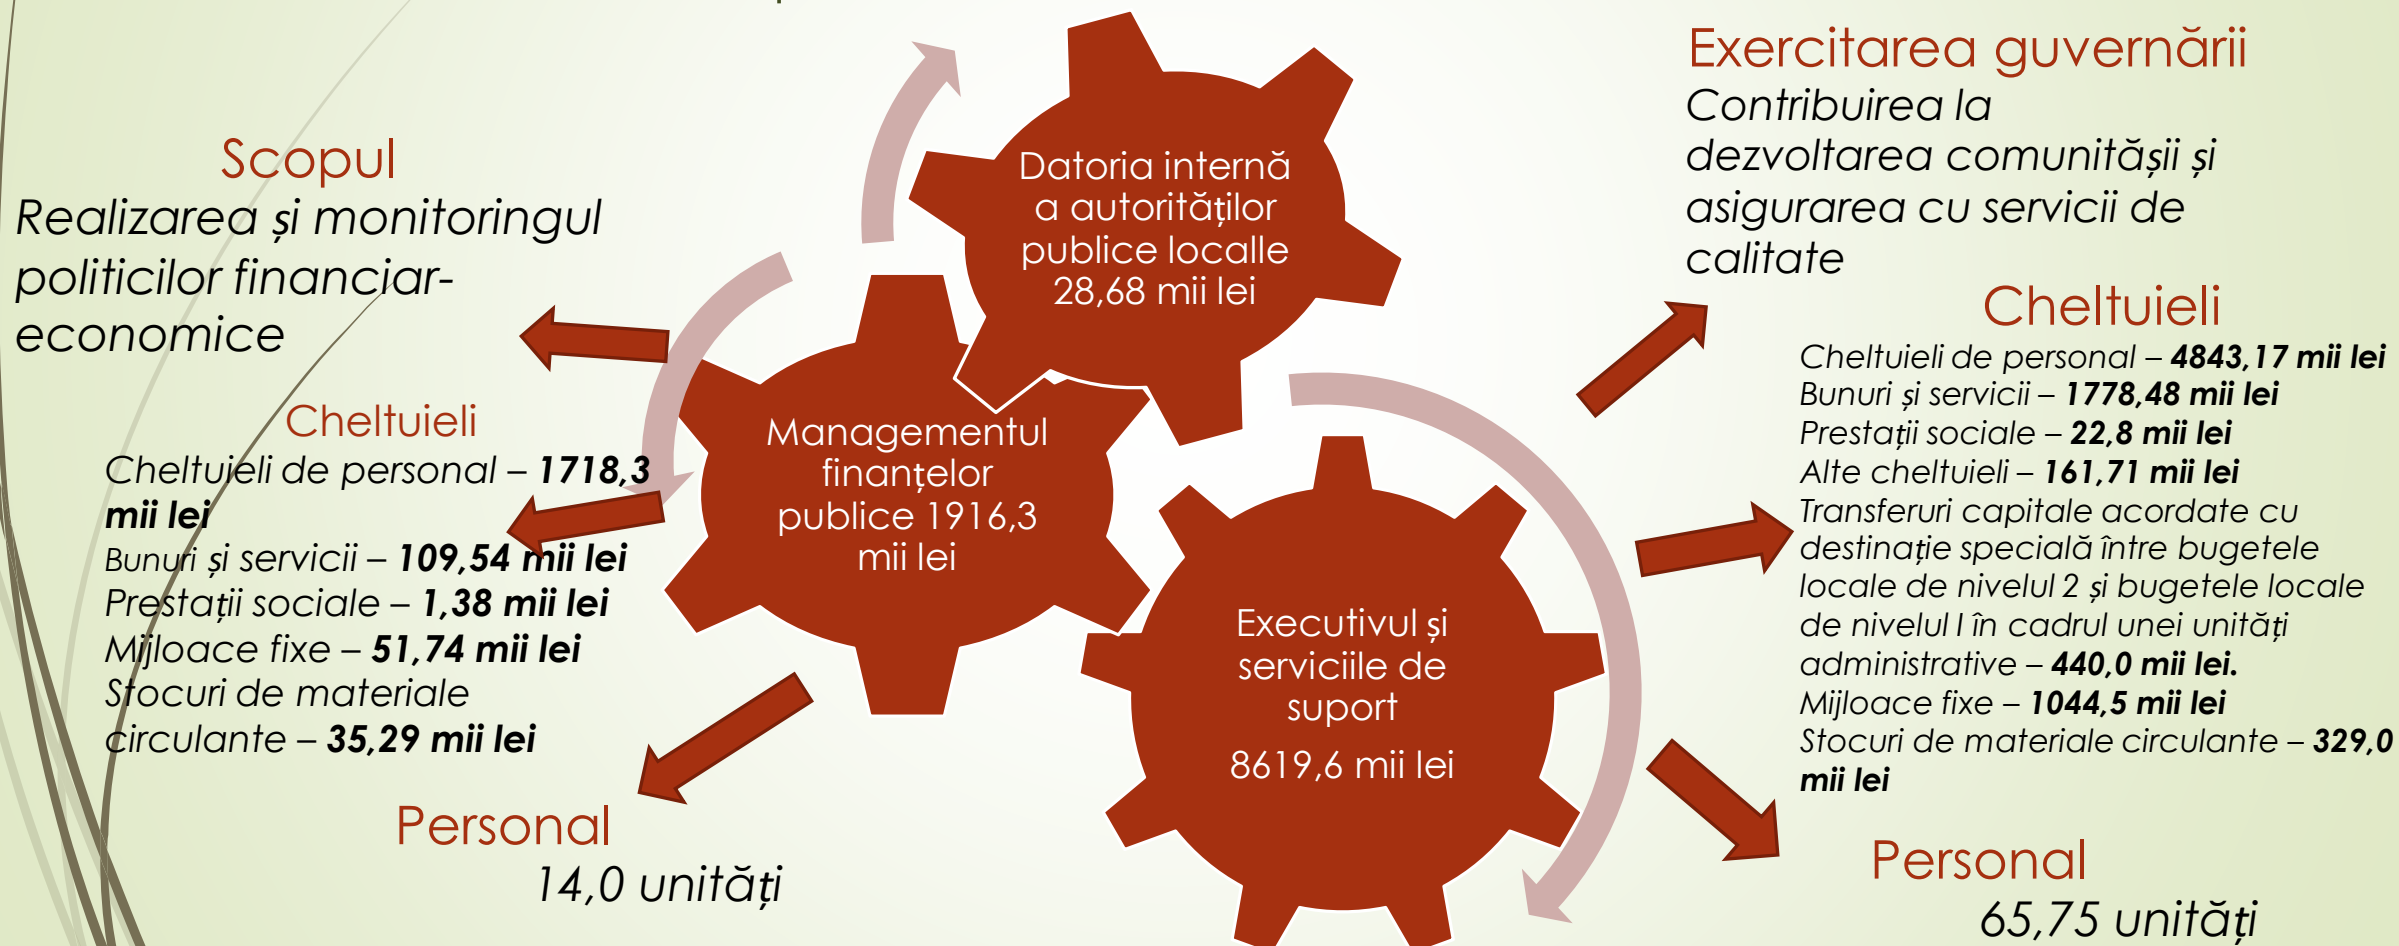 Scopul
Realizarea și monitoringul
politicilor financiar-
economice
Cheltuieli
Cheltuieli de personal – 1718,3
mii lei
Bunuri și servicii – 109,54 mii lei
Prestații sociale – 1,38 mii lei
Mijloace fixe – 51,74 mii lei
Stocuri de materiale
circulante – 35,29 mii lei
Personal
14,0 unități
Datoria internă
a autorităților
publice localle
28,68 mii lei
Managementul
finanțelor
publice 1916,3
mii lei
Executivul și
serviciile de
suport
8619,6 mii lei
Exercitarea guvernării
Contribuirea la
dezvoltarea comunităşii și
asigurarea cu servicii de
calitate
Cheltuieli
Cheltuieli de personal – 4843,17 mii lei
Bunuri și servicii – 1778,48 mii lei
Prestații sociale – 22,8 mii lei
Alte cheltuieli – 161,71 mii lei
Transferuri capitale acordate cu
destinație specială între bugetele
locale de nivelul 2 și bugetele locale
de nivelul I în cadrul unei unități
administrative – 440,0 mii lei.
Mijloace fixe – 1044,5 mii lei
Stocuri de materiale circulante – 329,0
mii lei
Personal
65,75 unități